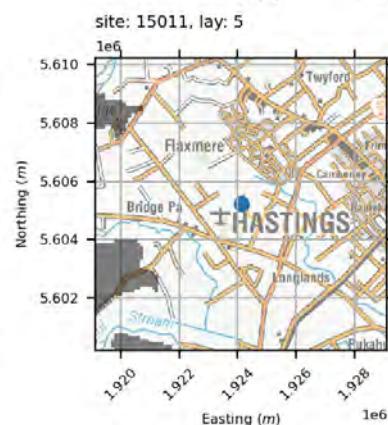 site: 15011, lay: 5
1e6
5.610
5.608
5.606
5.604
5.602
Northing (m)
Twyford
Flaxmere
Camberley
Bridge Pa
HASTINGS
Longlands
Stream
1.920
1.922
1.924
1.926
1.928
1e6
Easting (m)